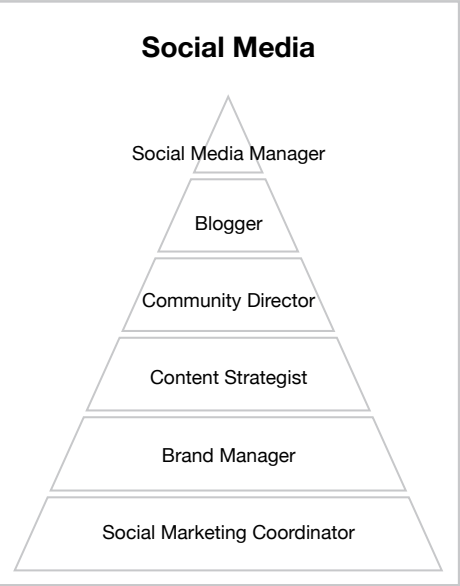 Social Media
Social Media Manager
Blogger
Community Director
Content Strategist
Brand Manager
Social Marketing Coordinator